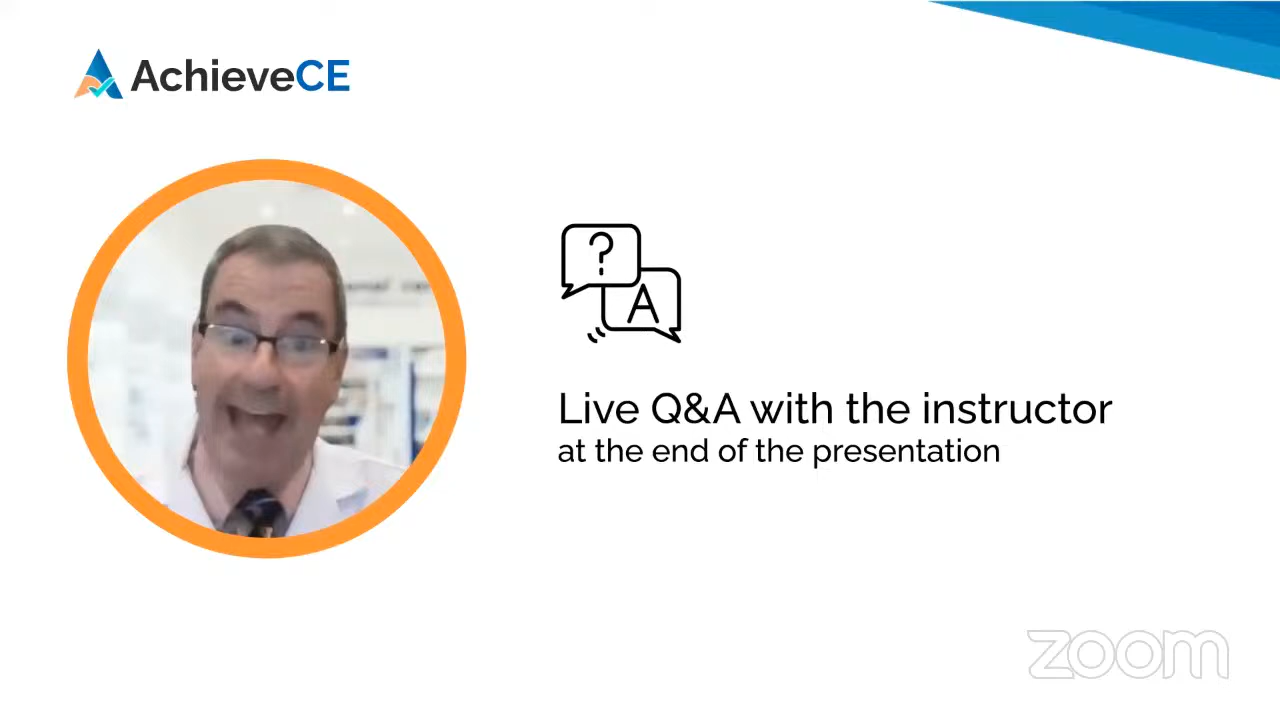 AchieveCE
?
A
Live Q&A with the instructor
at the end of the presentation
zoom